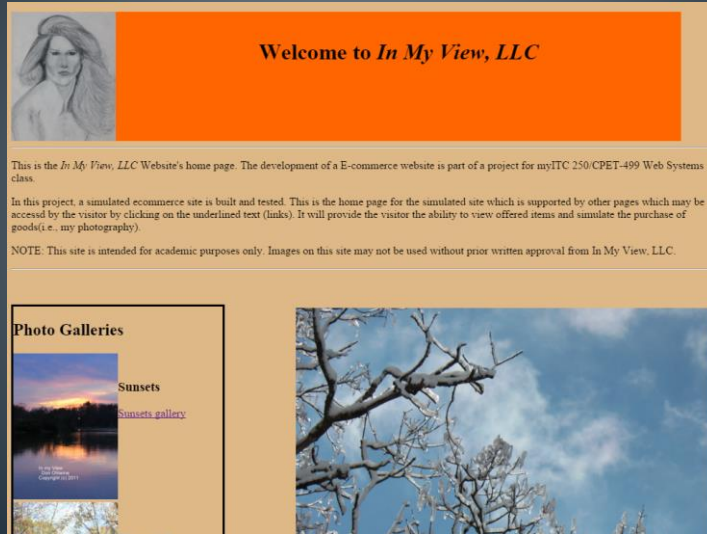 Welcome to In My View, LLC
This is the In My View, LLC Website's home page. The development of a E-commerce website is part of a project for myITC 250/CPET-499 Web Systems
class.
In this project, a simulated ecommerce site is built and tested. This is the home page for the simulated site which is supported by other pages which may be
accessd by the visitor by clicking on the underlined text (links). It will provide the visitor the ability to view offered items and simulate the purchase of
goods(i.e., my photography).
NOTE: This site is intended for academic purposes only. Images on this site may not be used without prior written approval from In My View, LLC.
Photo Galleries
Sunsets
Sunsets gallery
In my View
Copyright (c) 2011